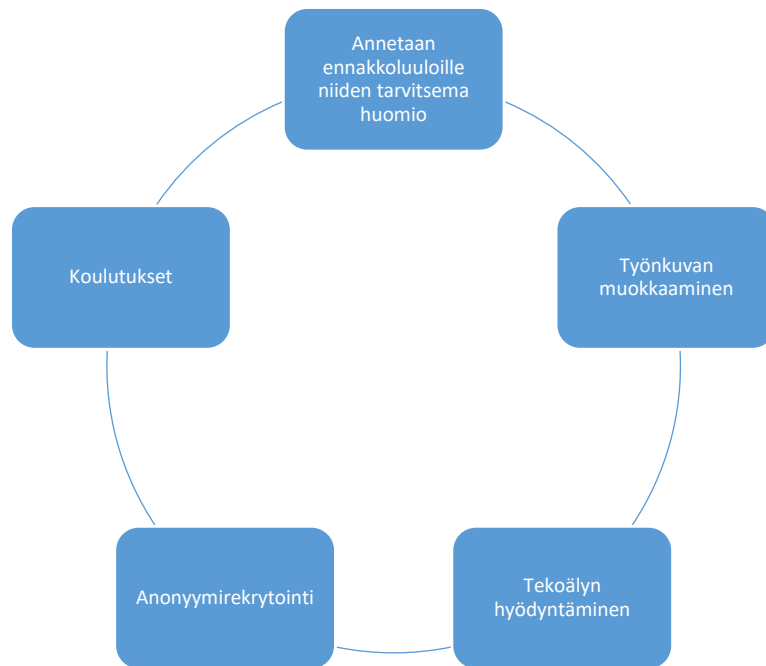 Annetaan
ennakkoluuloille
niiden tarvitsema
huomio
Työnkuvan
muokkaaminen
Tekoälyn
hyödyntäminen
Anonyymirekrytointi
Koulutukset